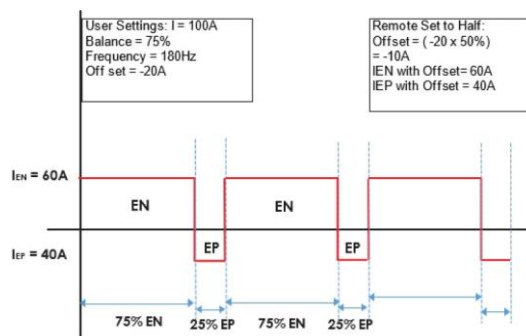 User Settings: I = 100A
Balance = 75%
Frequency = 180Hz
Off set = -20A
Remote Set to Half:
Offset = ( -20 x 50%)
= -10A
IEN with Offset= 60A
IEP with Offset = 40A
IEN = 60A
EN
EN
EP
EP
IEP = 40A
75% EN
25% EP
75% EN
25% EP